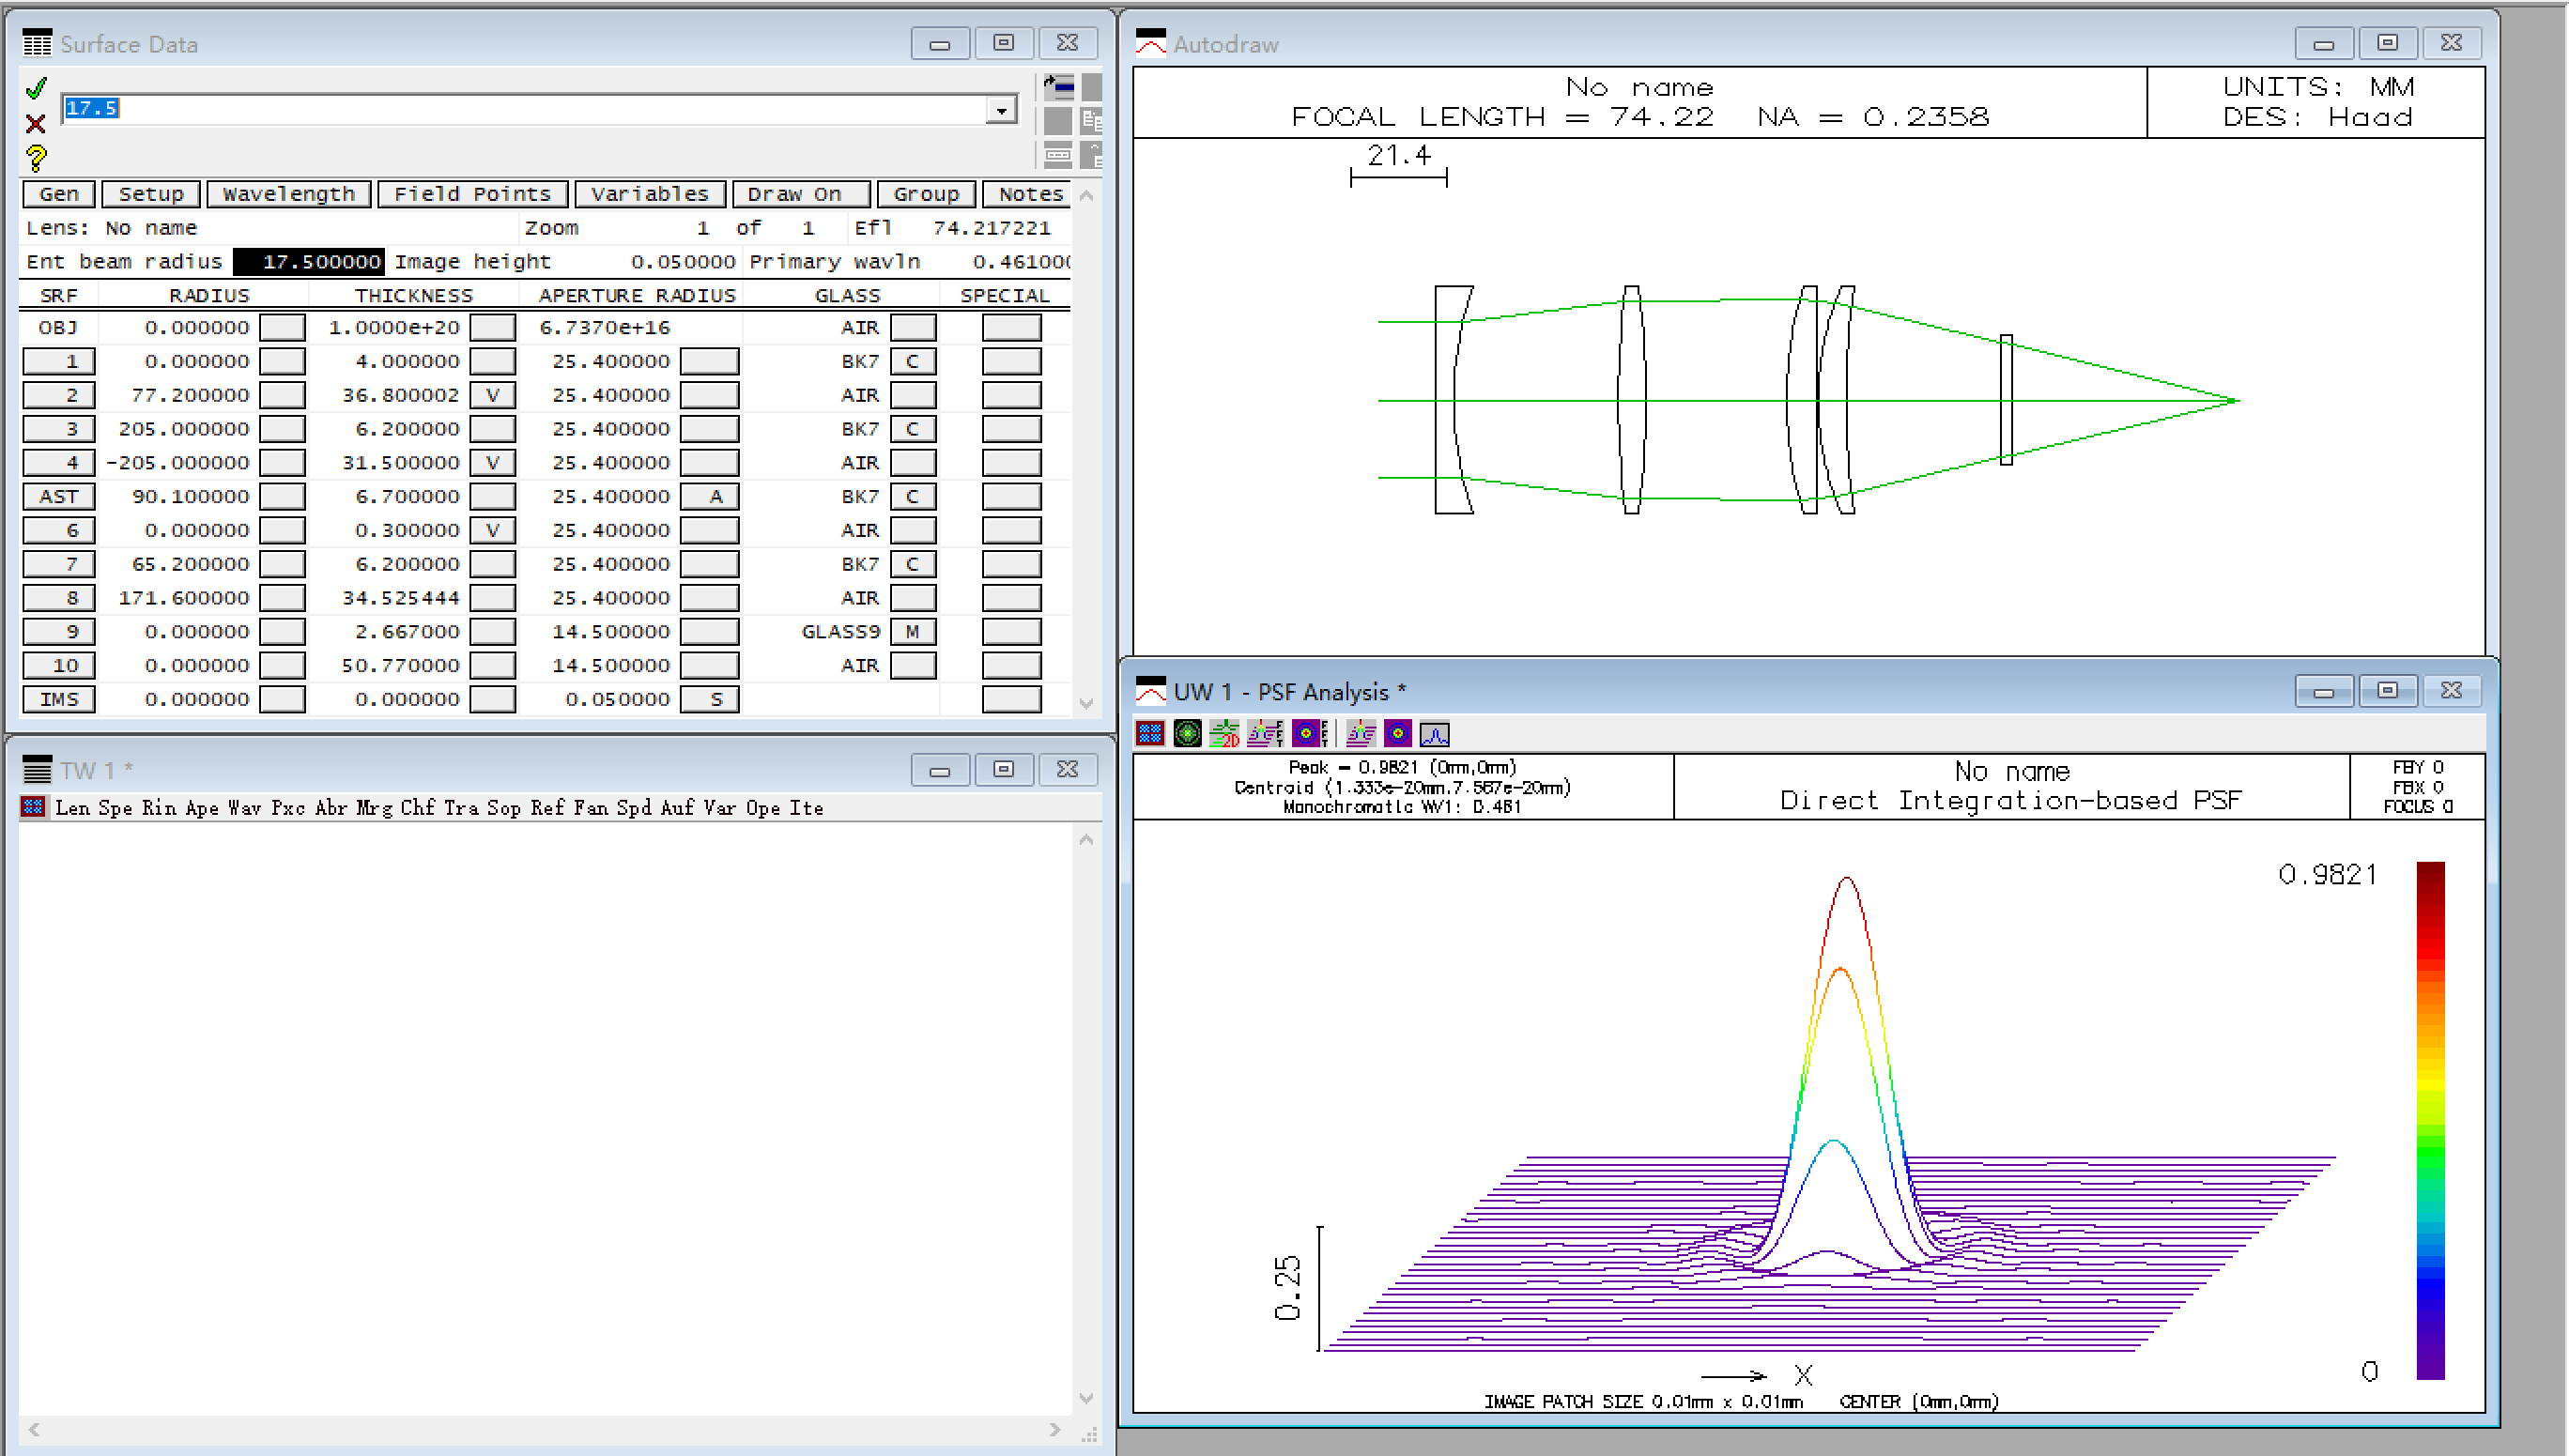 Surface Data
17.5
Gen Setup Wavelength Field Points Variables Draw On Group Notes
Lens: No name Zoom 1 of 1 Efl 74.217221
Ent beam radius 17.500000 Image height 0.050000 Primary wavln 0.46100
SRF RADIUS THICKNESS APERTURE RADIUS GLASS SPECIAL
OBJ 0.000000 1.0000e+20 6.7370e+16 AIR
1 0.000000 4.000000 25.400000 BK7 C
2 77.200000 36.800002 V 25.400000 AIR
3 205.000000 6.200000 25.400000 BK7 C
4 -205.000000 31.500000 V 25.400000 AIR
AST 90.100000 6.700000 25.400000 A BK7 C
6 0.000000 0.300000 V 25.400000 AIR
7 65.200000 6.200000 25.400000 BK7 C
8 171.600000 34.525444 25.400000 AIR
9 0.000000 2.667000 14.500000 GLASS9 M
10 0.000000 50.770000 14.500000 AIR
IMS 0.000000 0.000000 0.050000 S
TW 1 *
Len Spe Rin Ape Wav Pxc Abr Mrg Chf Tra Sop Ref Fan Spd Auf Var Ope Ite
Autodraw
No name
FOCAL LENGTH = 74.22 NA = 0.2358
UNITS: MM
DES: Haad
21.4
UW 1 - PSF Analysis *
Peak = 0.9821 (0mm,0mm)
Centroid (1.333e-20mm,7.567e-20mm)
Monochromatic WV1: 0.461
No name
Direct Integration-based PSF
FBY 0
FBX 0
FOCUS 0
0.9821
0.25
0
X
IMAGE PATCH SIZE 0.01mm x 0.01mm CENTER (0mm,0mm)